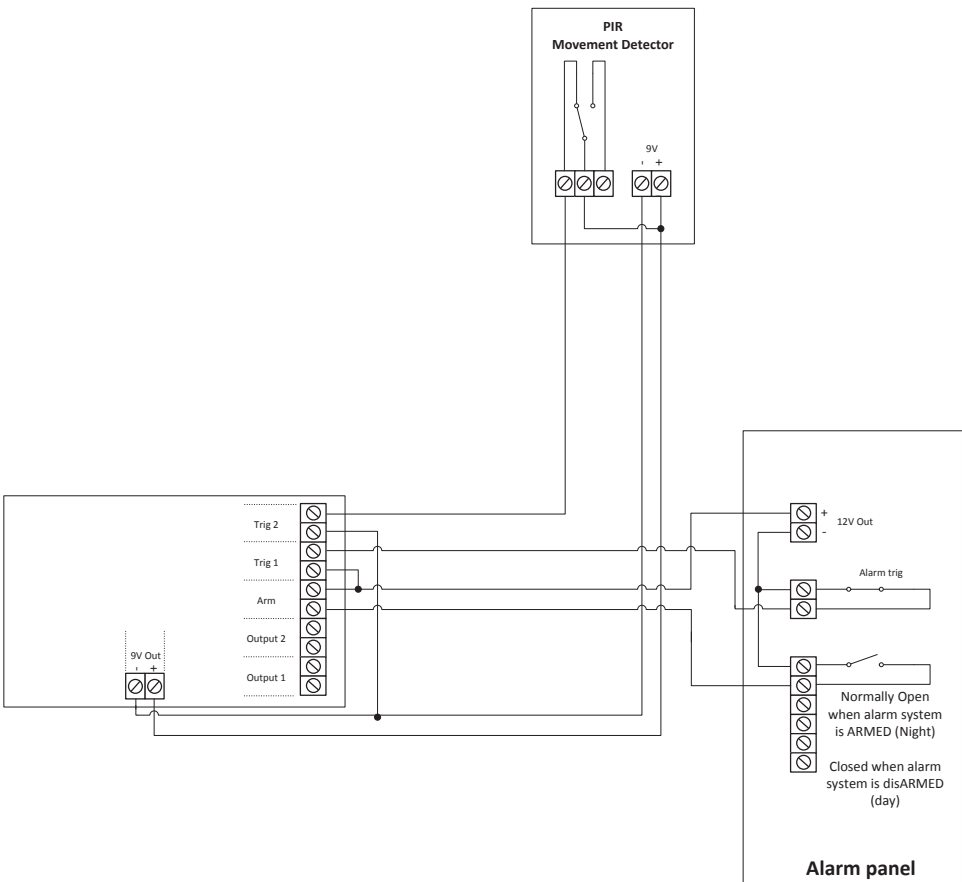 PIR
Movement Detector
9V
- +
+
12V Out
-
Trig 2
Trig 1
Alarm trig
Arm
Output 2
Output 1
9V Out
- +
Normally Open
when alarm system
is ARMED (Night)
Closed when alarm
system is disARMED
(day)
Alarm panel